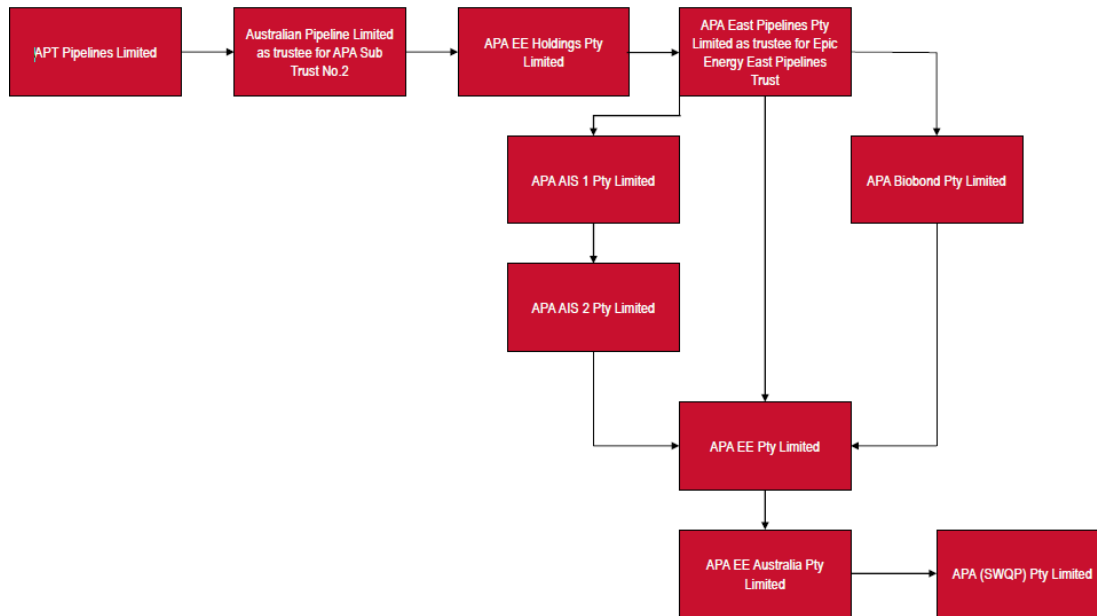 APT Pipelines Limited
Australian Pipeline Limited
as trustee for APA Sub
Trust No.2
APA EE Holdings Pty
Limited
APA East Pipelines Pty
Limited as trustee for Epic
Energy East Pipelines
Trust
APA AIS 1 Pty Limited
APA Biobond Pty Limited
APA AIS 2 Pty Limited
APA EE Pty Limited
APA EE Australia Pty
Limited
APA (SWQP) Pty Limited